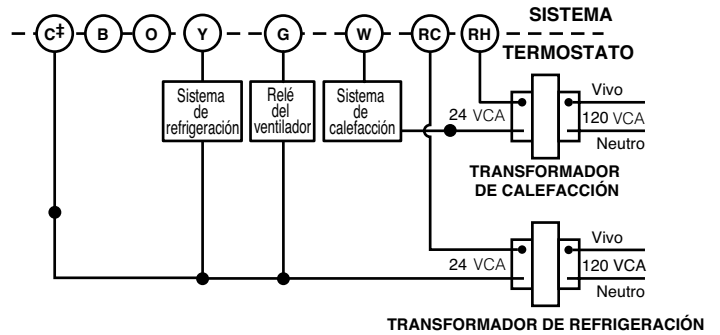 SISTEMA
C‡ B O Y G W RC RH
TERMOSTATO
Sistema
de
refrigeración
Relé
del
ventilador
Sistema
de
calefacción
24 VCA
Vivo
120 VCA
Neutro
TRANSFORMADOR
DE CALEFACCIÓN
24 VCA
Vivo
120 VCA
Neutro
TRANSFORMADOR DE REFRIGERACIÓN